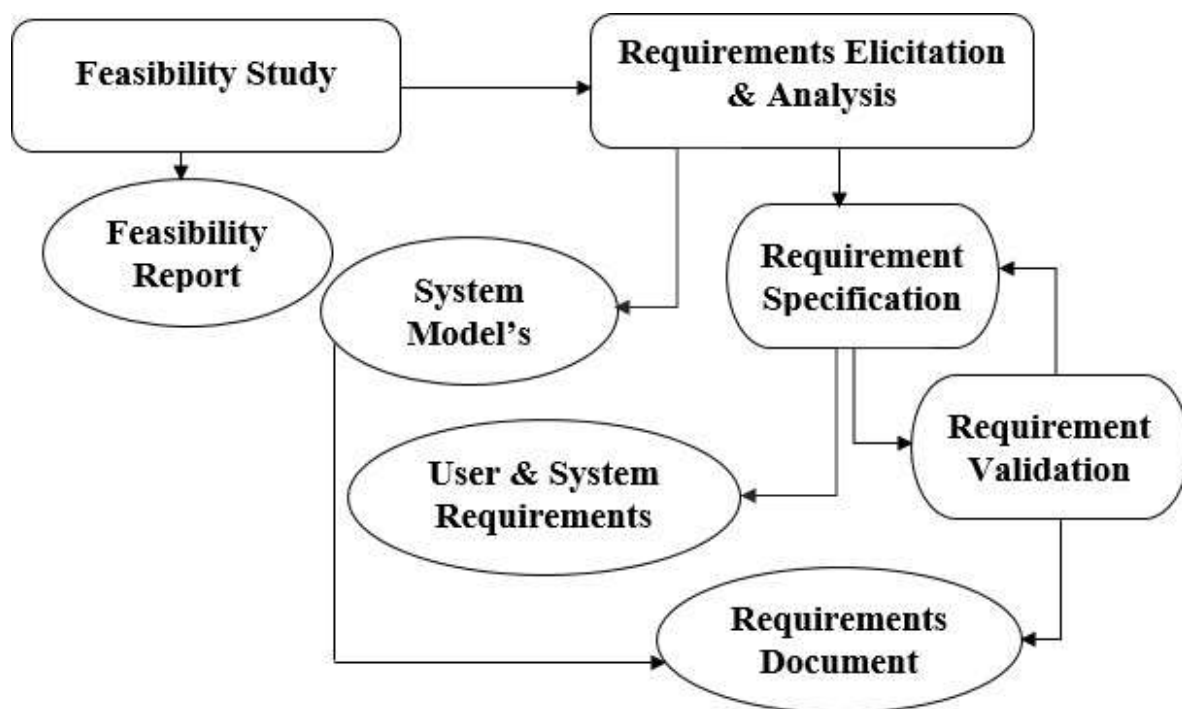 Feasibility Study
Requirements Elicitation
& Analysis
Feasibility
Report
System
Model's
Requirement
Specification
User & System
Requirements
Requirement
Validation
Requirements
Document